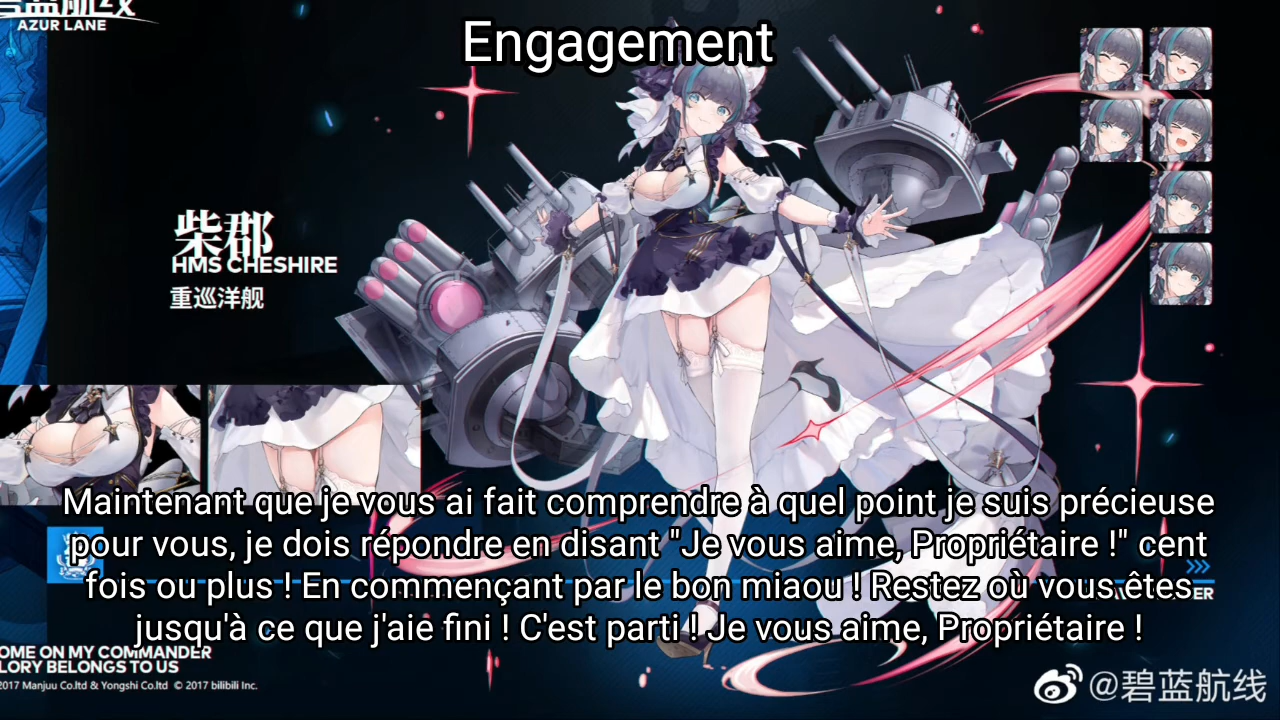 碧蓝航线
AZUR LANE
Engagement
柴郡
HMS CHESHIRE
重巡洋舰
Maintenant que je vous ai fait comprendre à quel point je suis précieuse
pour vous, je dois répondre en disant "Je vous aime, Propriétaire !" cent
fois ou plus ! En commençant par le bon miaou ! Restez où vous êtes
jusqu'à ce que j'aie fini ! C'est parti ! Je vous aime, Propriétaire !
OME ON MY COMMANDER
LORY BELONGS TO US
2017 Manjuu Co.ltd & Yongshi Co.ltd © 2017 bilibili Inc.
@碧蓝航线